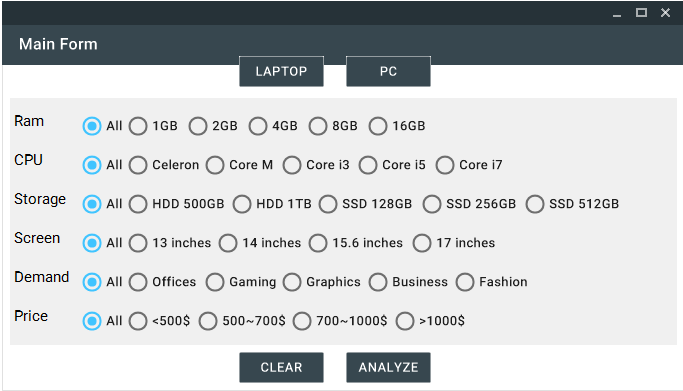 Main Form
LAPTOP PC
Ram All 1GB 2GB 4GB 8GB 16GB
CPU All Celeron Core M Core i3 Core i5 Core i7
Storage All HDD 500GB HDD 1TB SSD 128GB SSD 256GB SSD 512GB
Screen All 13 inches 14 inches 15.6 inches 17 inches
Demand All Offices Gaming Graphics Business Fashion
Price All <500$ 500~700$ 700~1000$ >1000$
CLEAR ANALYZE